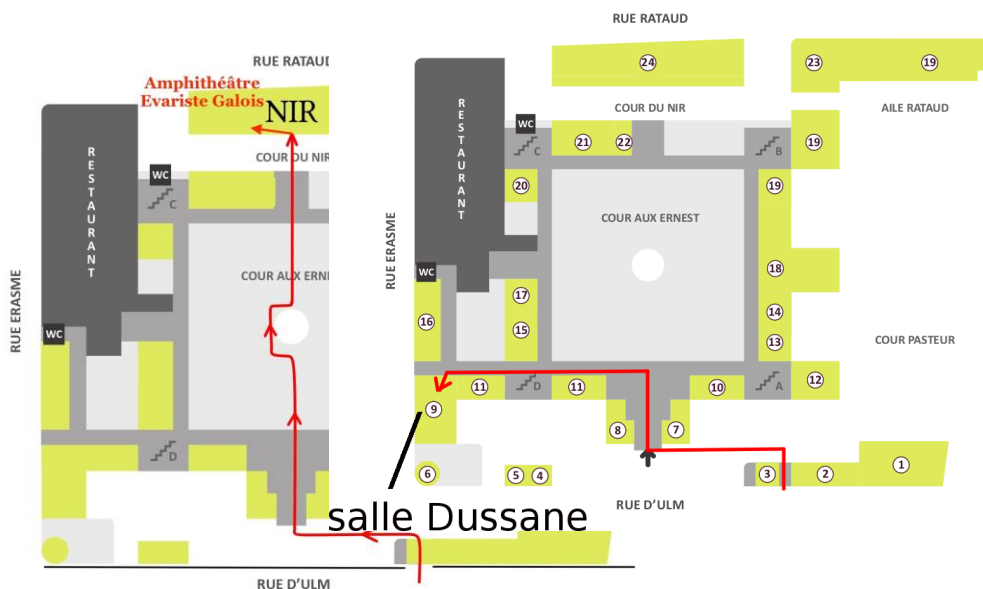 RUE RATAUD
Amphithéâtre
Evariste Galois
NIR
COUR DU NIR
WC
C
RESTAURANT
COUR AUX ERNE
RUE ERASME
WC
D
RUE D'ULM
RUE RATAUD
24
23
19
COUR DU NIR
AILE RATAUD
WC
C
21
22
B
19
RESTAURANT
20
19
COUR AUX ERNEST
RUE ERASME
WC
18
17
14
16
15
13
COUR PASTEUR
11
D
11
10
A
12
9
8
7
6
5
4
3
2
1
RUE D'ULM
salle Dussane